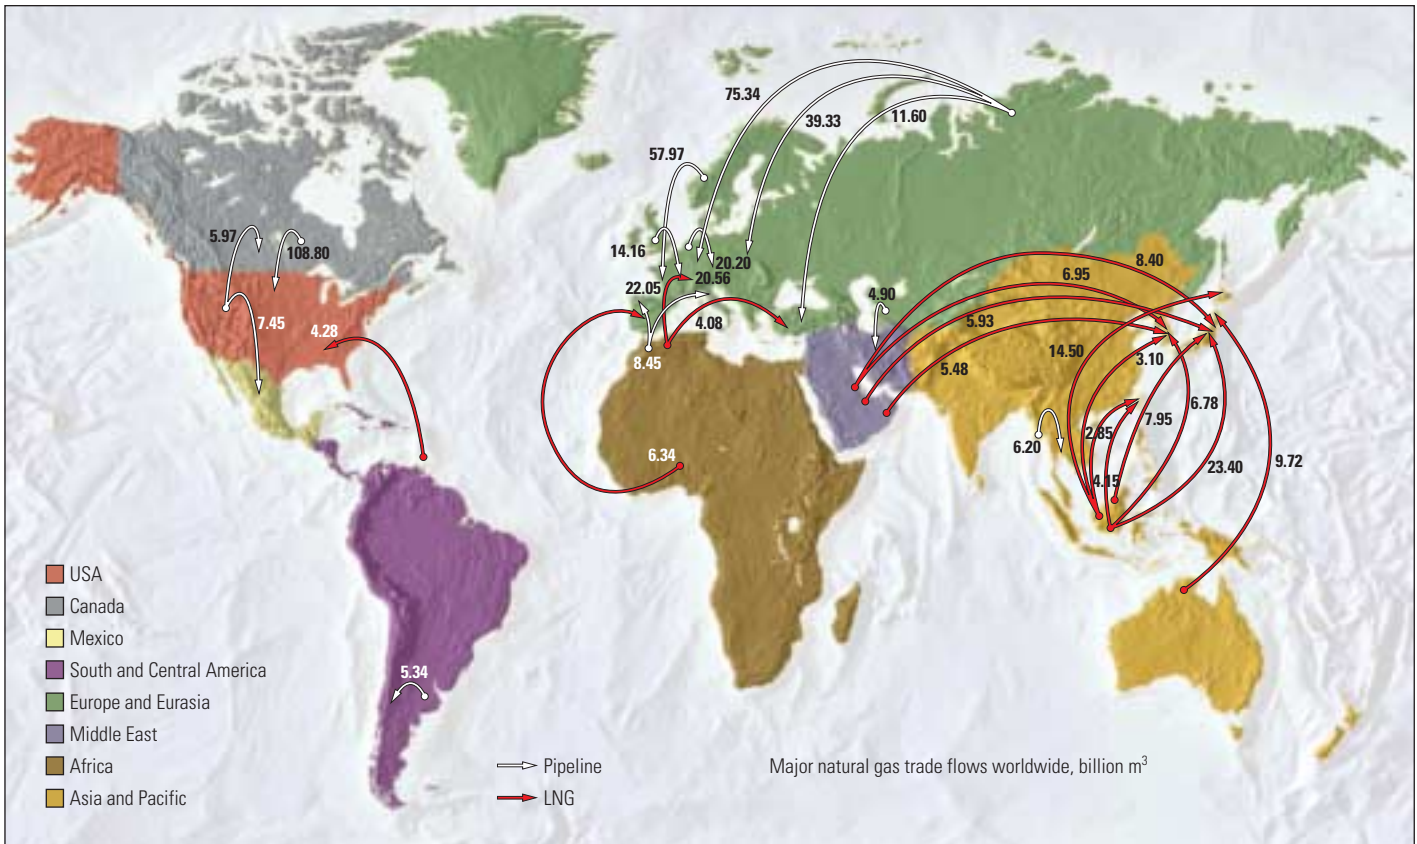 75.34
39.33
11.60
57.97
5.97
108.80
14.16
20.20
20.56
22.05
4.90
8.40
6.95
5.93
7.45
4.28
4.08
8.45
14.50
3.10
5.48
6.78
7.95
2.85
6.20
6.34
4.15
23.40
9.72
5.34
USA
Canada
Mexico
South and Central America
Europe and Eurasia
Middle East
Africa
Asia and Pacific
Pipeline
LNG
Major natural gas trade flows worldwide, billion m³